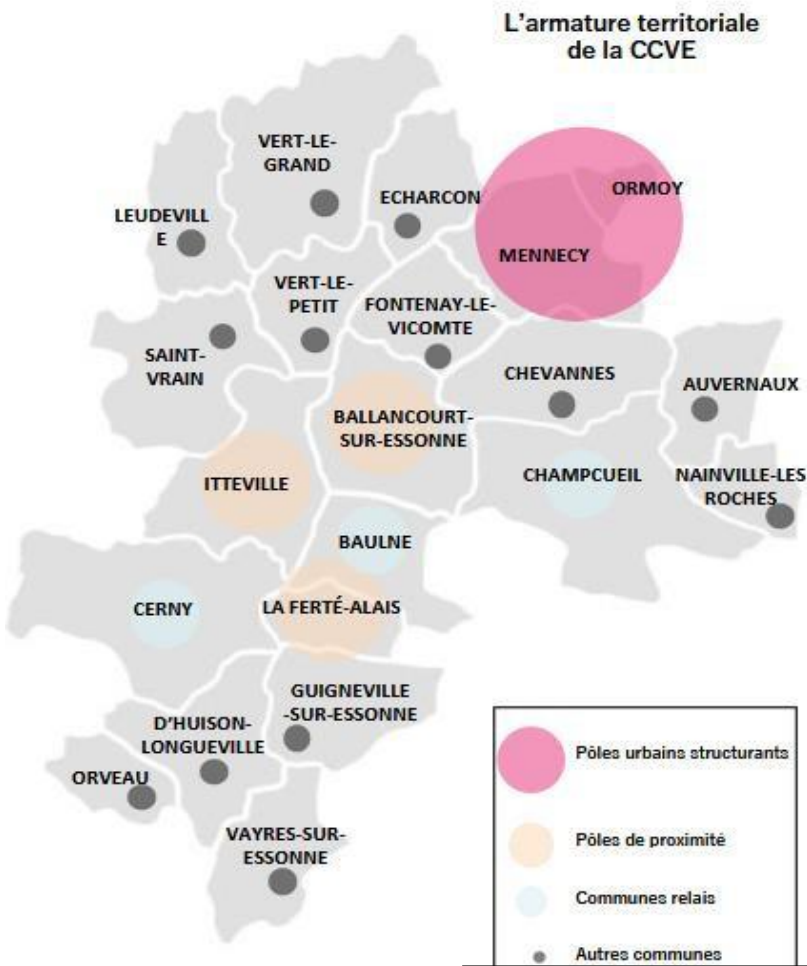 L'armature territoriale
de la CCVE
VERT-LE-
GRAND
ECHARCON
ORMOY
LEUDEVILL
E
MENNECY
VERT-LE-
PETIT
FONTENAY-LE-
VICOMTE
SAINT-
VRAIN
CHEVANNES
AUVERNAUX
BALLANCOURT-
SUR-ESSONNE
ITTEVILLE
CHAMPCUEIL
NAINVILLE-LES
ROCHES
BAULNE
CERNY
LA FERTÉ-ALAIS
GUIGNEVILLE
-SUR-ESSONNE
D'HUISON-
LONGUEVILLE
ORVEAU
VAYRES-SUR-
ESSONNE
Pôles urbains structurants
Pôles de proximité
Communes relais
Autres communes